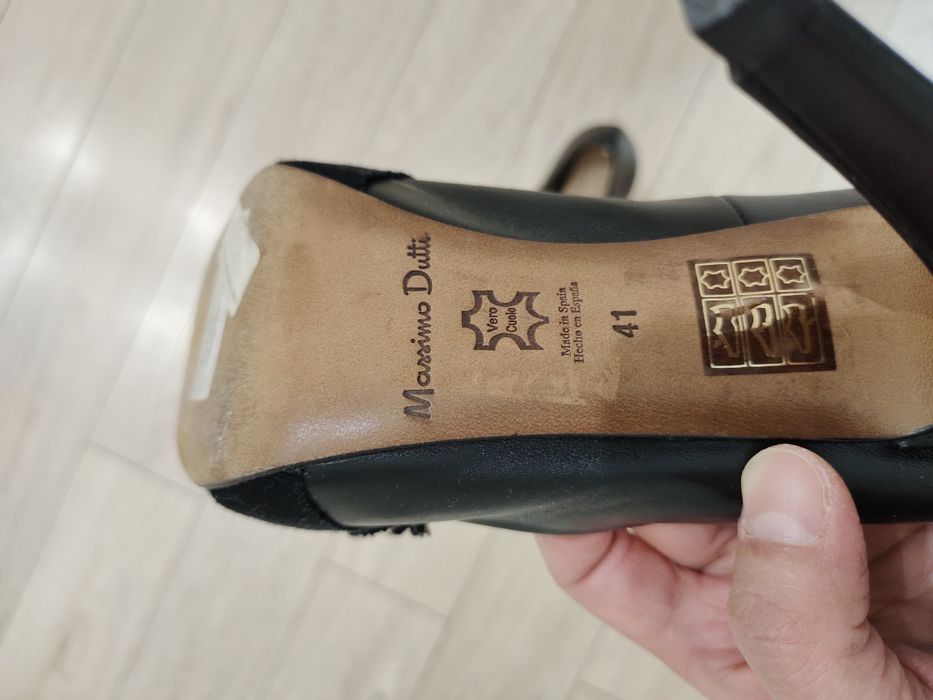 Massimo Dutti
Vero
Cuoio
Made in Spain
Hecho en España
41